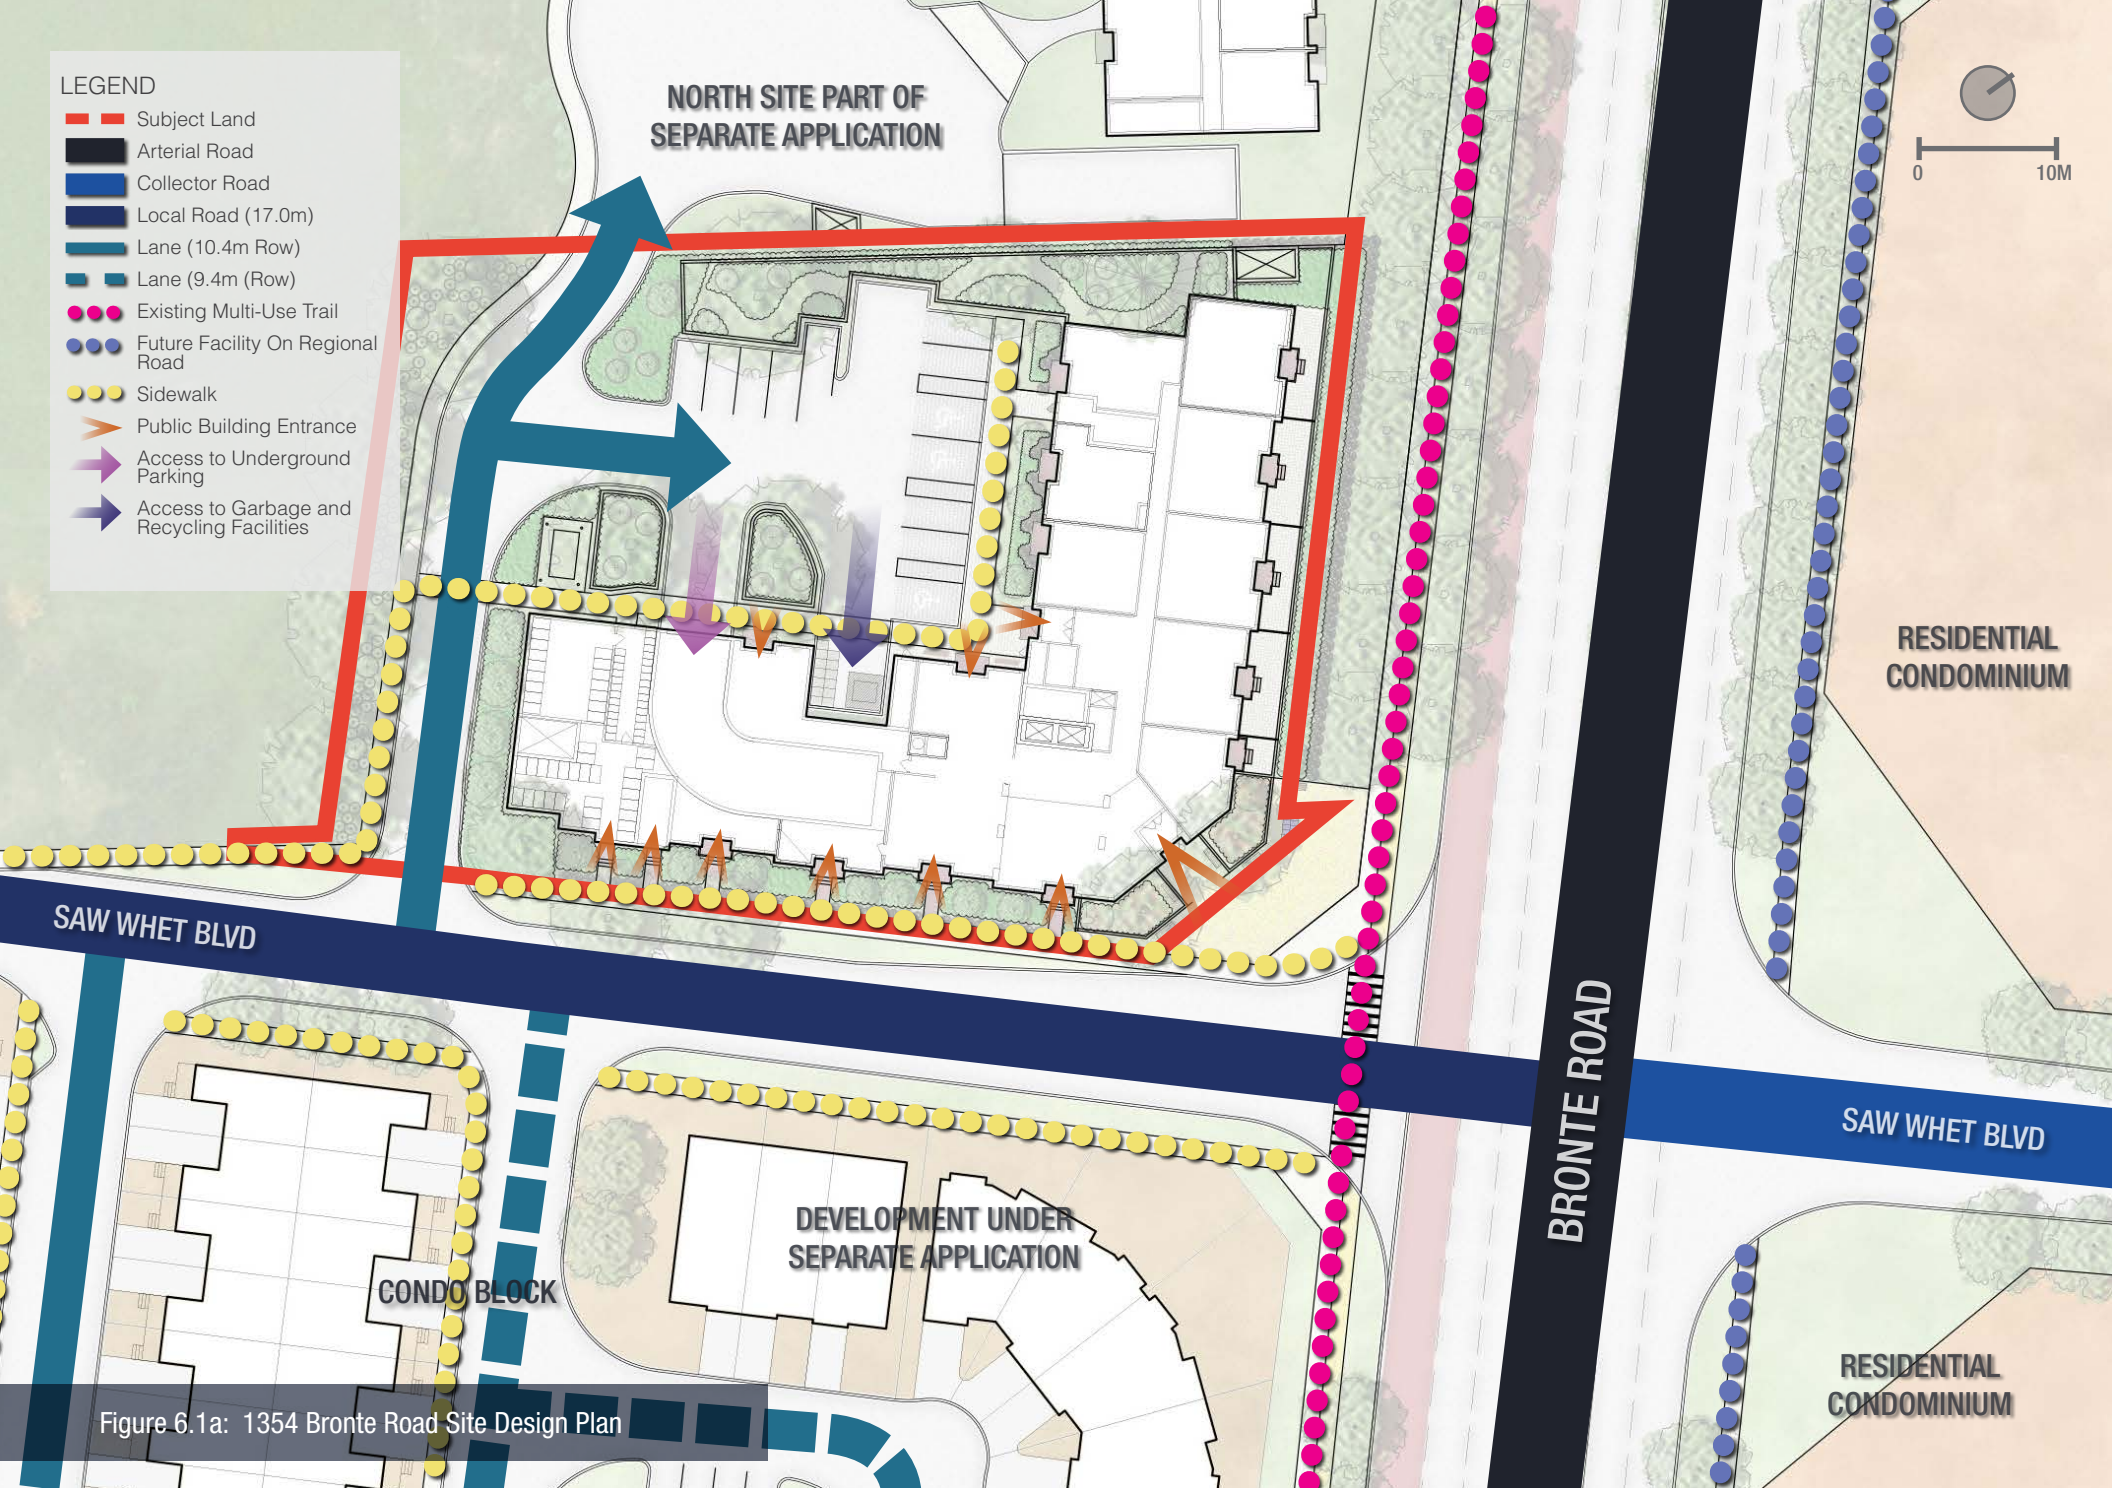 LEGEND
Subject Land
Arterial Road
Collector Road
Local Road (17.0m)
Lane (10.4m Row)
Lane (9.4m (Row)
Existing Multi-Use Trail
Future Facility On Regional
Road
Sidewalk
Public Building Entrance
Access to Underground
Parking
Access to Garbage and
Recycling Facilities
NORTH SITE PART OF
SEPARATE APPLICATION
0 10M
RESIDENTIAL
CONDOMINIUM
SAW WHET BLVD
BRONTE ROAD
SAW WHET BLVD
DEVELOPMENT UNDER
SEPARATE APPLICATION
CONDO BLOCK
RESIDENTIAL
CONDOMINIUM
Figure 6.1a: 1354 Bronte Road Site Design Plan